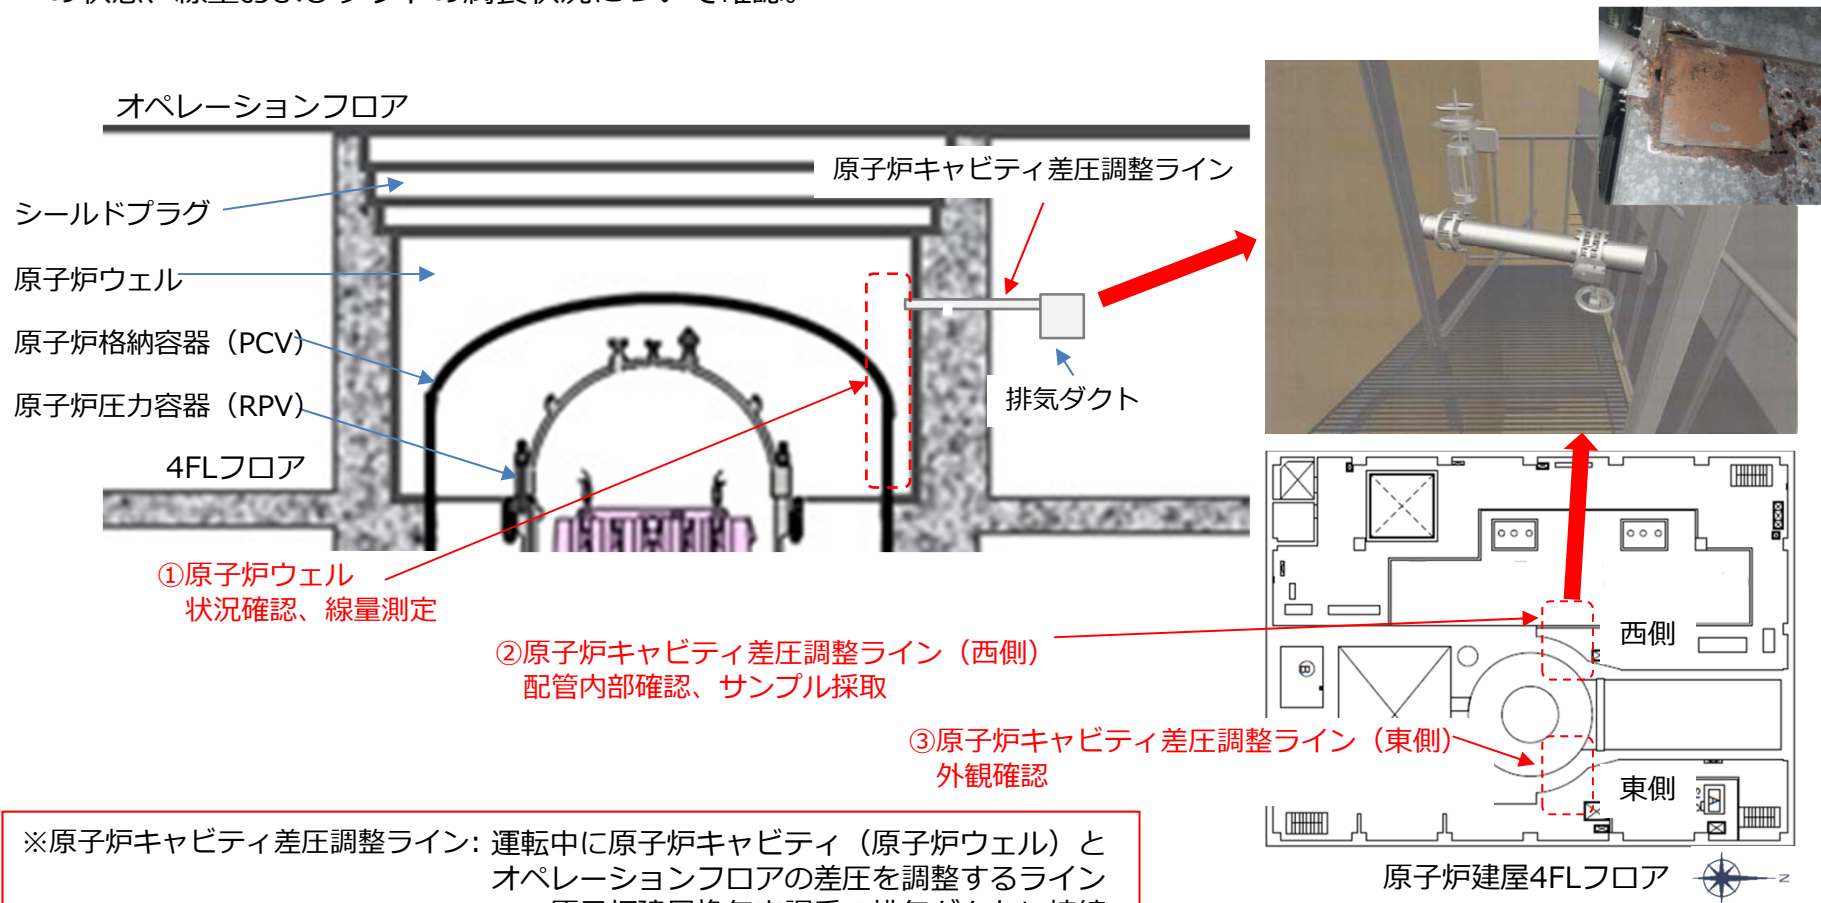 オペレーションフロア
原子炉キャビティ差圧調整ライン
シールドプラグ
原子炉ウェル
原子炉格納容器（PCV）
原子炉圧力容器（RPV）
排気ダクト
4FLフロア
①原子炉ウェル
状況確認、線量測定
②原子炉キャビティ差圧調整ライン（西側）
配管内部確認、サンプル採取
西側
③原子炉キャビティ差圧調整ライン（東側）
外観確認
東側
原子炉建屋4FLフロア
N
※原子炉キャビティ差圧調整ライン: 運転中に原子炉キャビティ（原子炉ウェル）と
オペレーションフロアの差圧を調整するライン